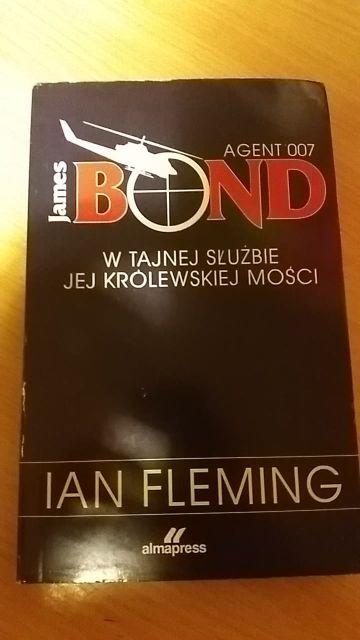 AGENT 007
James
BOND
W TAJNEJ SŁUŻBIE
JEJ KRÓLEWSKIEJ MOŚCI
IAN FLEMING
almapress